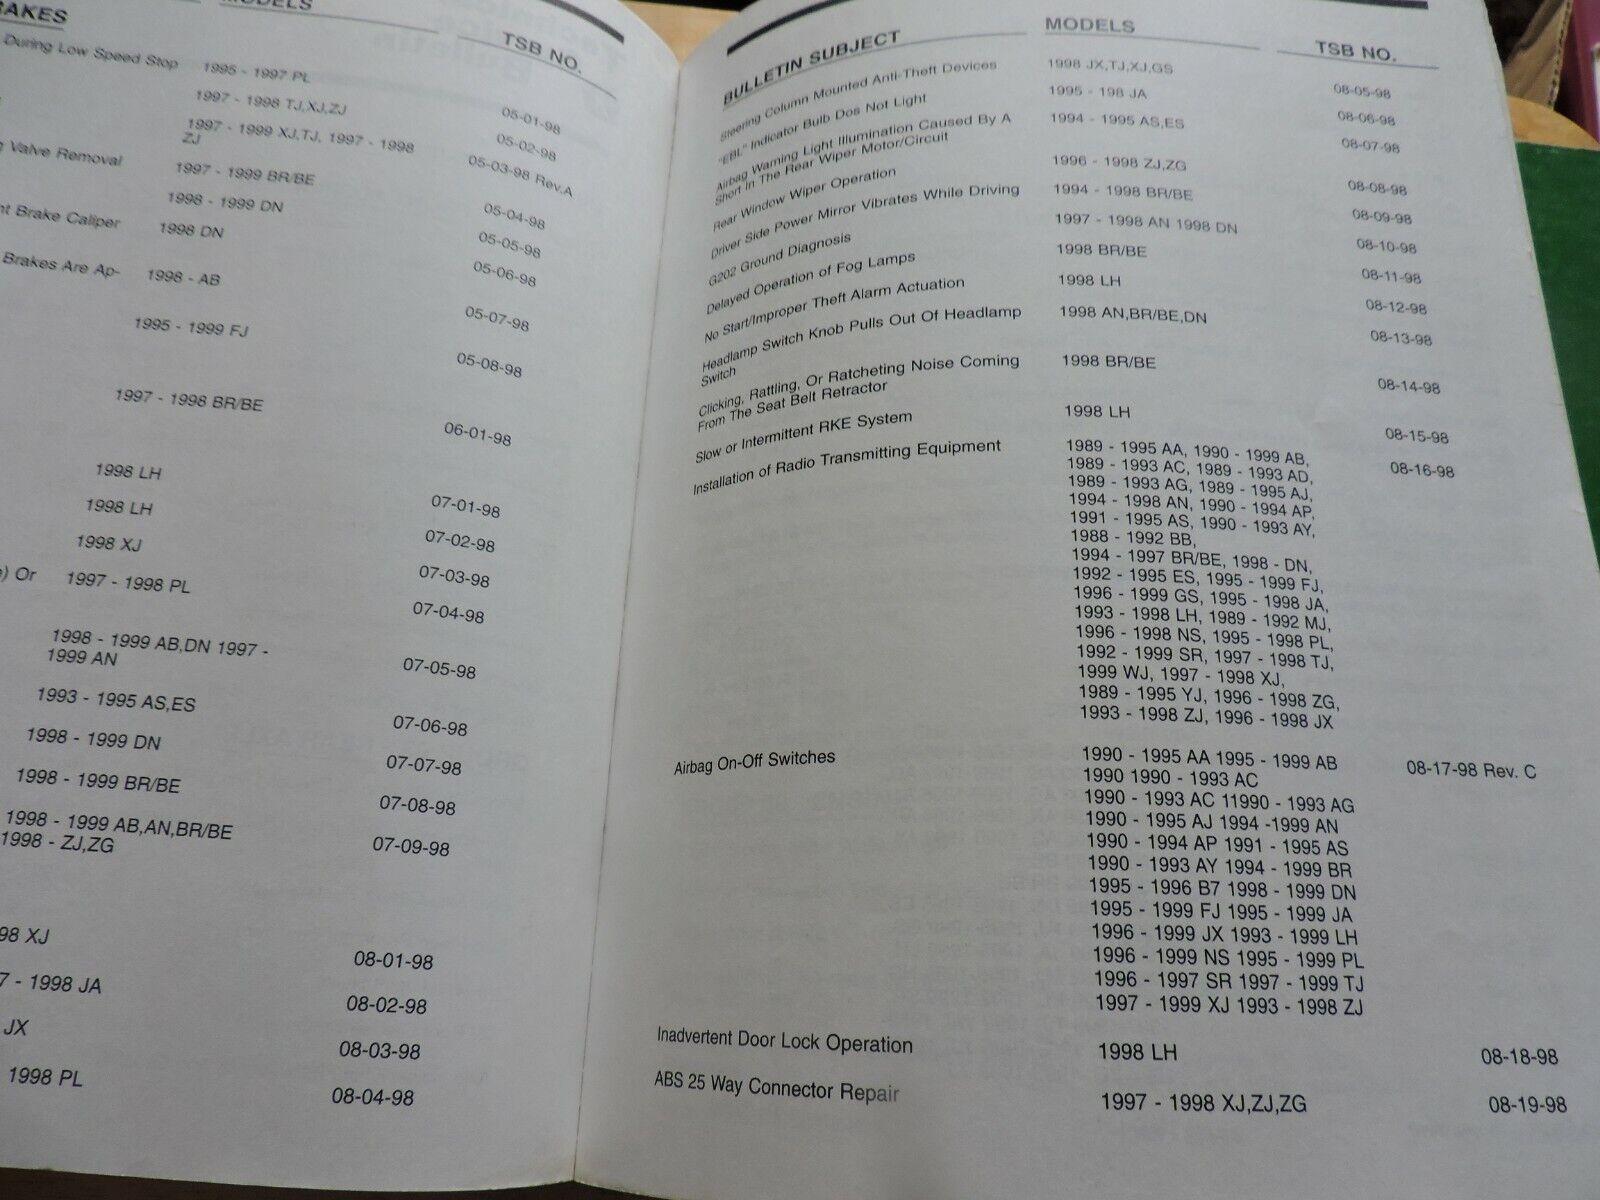 BRAKES
MODELS
TSB NO.
During Low Speed Stop 1995 - 1997 PL 05-01-98
1997 - 1998 TJ,XJ,ZJ 05-02-98
1997 - 1999 XJ,TJ, 1997 - 1998 05-03-98 Rev.A
ZJ
Valve Removal 1997 - 1999 BR/BE 05-04-98
1998 - 1999 DN 05-05-98
Brake Caliper 1998 DN 05-06-98
Brakes Are Ap- 1998 - AB 05-07-98
1995 - 1999 FJ 05-08-98
1997 - 1998 BR/BE 06-01-98
1998 LH 07-01-98
1998 LH 07-02-98
1998 XJ 07-03-98
) Or 1997 - 1998 PL 07-04-98
1998 - 1999 AB,DN 1997 - 07-05-98
1999 AN
1993 - 1995 AS,ES 07-06-98
1998 - 1999 DN 07-07-98
1998 - 1999 BR/BE 07-08-98
1998 - 1999 AB,AN,BR/BE 07-09-98
1998 - ZJ,ZG
98 XJ 08-01-98
7 - 1998 JA 08-02-98
JX 08-03-98
1998 PL 08-04-98
BULLETIN SUBJECT MODELS TSB NO.
Steering Column Mounted Anti-Theft Devices 1998 JX,TJ,XJ,GS 08-05-98
"EBL" Indicator Bulb Dos Not Light 1995 - 198 JA 08-06-98
Airbag Warning Light Illumination Caused By A 1994 - 1995 AS,ES 08-07-98
Short In The Rear Wiper Motor/Circuit
Rear Window Wiper Operation 1996 - 1998 ZJ,ZG 08-08-98
Driver Side Power Mirror Vibrates While Driving 1994 - 1998 BR/BE 08-09-98
G202 Ground Diagnosis 1997 - 1998 AN 1998 DN 08-10-98
Delayed Operation of Fog Lamps 1998 BR/BE 08-11-98
No Start/Improper Theft Alarm Actuation 1998 LH 08-12-98
Headlamp Switch Knob Pulls Out Of Headlamp 1998 AN,BR/BE,DN 08-13-98
Switch
Clicking, Rattling, Or Ratcheting Noise Coming 1998 BR/BE 08-14-98
From The Seat Belt Retractor
Slow or Intermittent RKE System 1998 LH 08-15-98
Installation of Radio Transmitting Equipment 1989 - 1995 AA, 1990 - 1999 AB, 08-16-98
1989 - 1993 AC, 1989 - 1993 AD,
1989 - 1993 AG, 1989 - 1995 AJ,
1994 - 1998 AN, 1990 - 1994 AP,
1991 - 1995 AS, 1990 - 1993 AY,
1988 - 1992 BB,
1994 - 1997 BR/BE, 1998 - DN,
1992 - 1995 ES, 1995 - 1999 FJ,
1996 - 1999 GS, 1995 - 1998 JA,
1993 - 1998 LH, 1989 - 1992 MJ,
1996 - 1998 NS, 1995 - 1998 PL,
1992 - 1999 SR, 1997 - 1998 TJ,
1999 WJ, 1997 - 1998 XJ,
1989 - 1995 YJ, 1996 - 1998 ZG,
1993 - 1998 ZJ, 1996 - 1998 JX
Airbag On-Off Switches 1990 - 1995 AA 1995 - 1999 AB 08-17-98 Rev. C
1990 1990 - 1993 AC
1990 - 1993 AC 11990 - 1993 AG
1990 - 1995 AJ 1994 -1999 AN
1990 - 1994 AP 1991 - 1995 AS
1990 - 1993 AY 1994 - 1999 BR
1995 - 1996 B7 1998 - 1999 DN
1995 - 1999 FJ 1995 - 1999 JA
1996 - 1999 JX 1993 - 1999 LH
1996 - 1999 NS 1995 - 1999 PL
1996 - 1997 SR 1997 - 1999 TJ
1997 - 1999 XJ 1993 - 1998 ZJ
Inadvertent Door Lock Operation 1998 LH 08-18-98
ABS 25 Way Connector Repair 1997 - 1998 XJ,ZJ,ZG 08-19-98